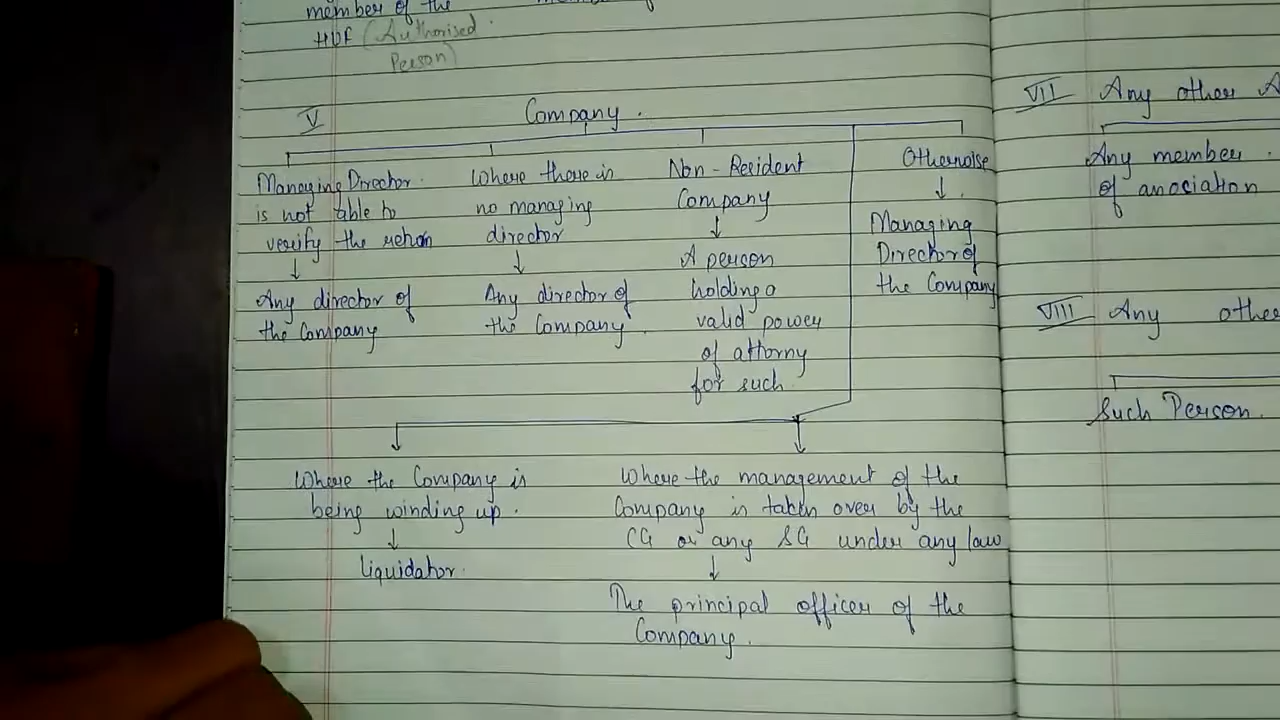 member of the
HUF (Authorised
Person)
V Company.
Managing Director
is not able to
verify the return
↓
Any director of
the Company
Where there is
no managing
director
↓
Any director of
the Company.
Non-Resident
Company
↓
A person
holding a
valid power
of attorny
for such
Otherwise
↓
Managing
Director of
the Company
Where the Company is
being winding up.
↓
liquidator.
Where the management of the
Company is taken over by the
CG or any SG under any law
↓
The principal officer of the
Company.
VII Any other A
Any member
of association
VIII Any other
Such Person.